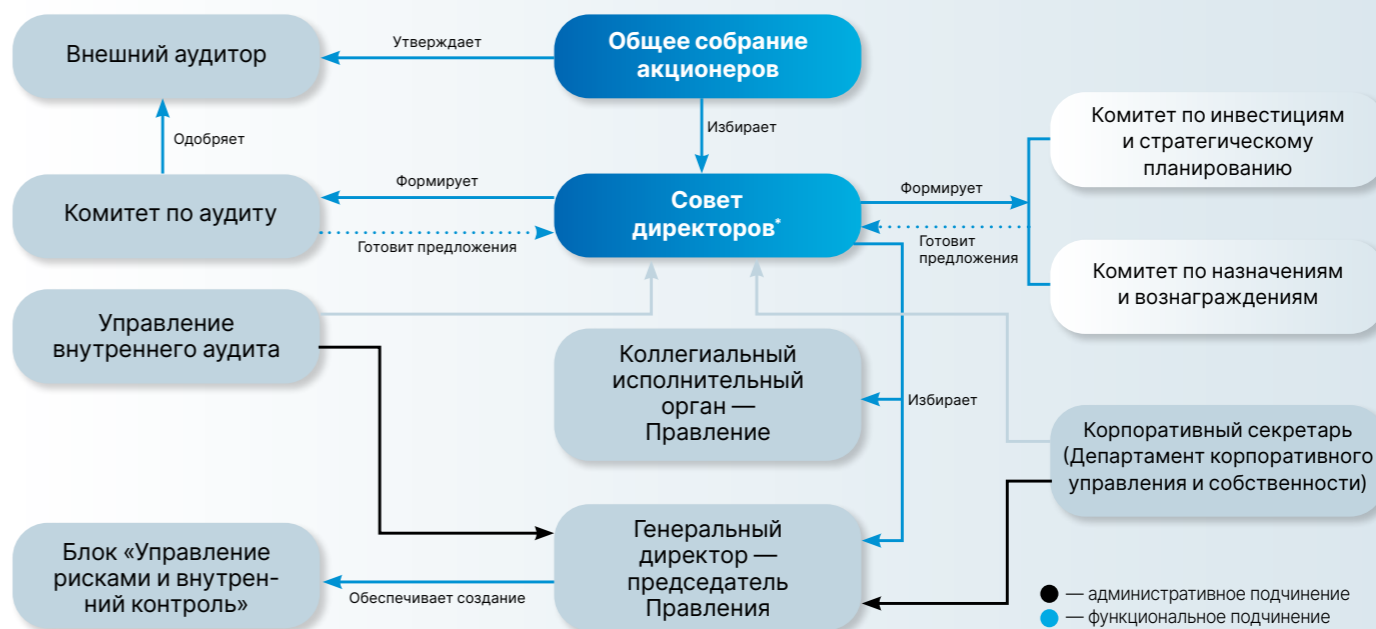 Внешний аудитор
Утверждает
Общее собрание
акционеров
Одобряет
Избирает
Комитет по инвестициям
и стратегическому
планированию
Комитет по аудиту
Формирует
Готовит предложения
Совет
директоров*
Формирует
Готовит
предложения
Комитет по назначениям
и вознаграждениям
Управление
внутреннего аудита
Коллегиальный
исполнительный
орган —
Правление
Избирает
Корпоративный секретарь
(Департамент корпоративного
управления и собственности)
Блок «Управление
рисками и внутрен-
ний контроль»
Обеспечивает создание
Генеральный
директор —
председатель
Правления
— административное подчинение
— функциональное подчинение